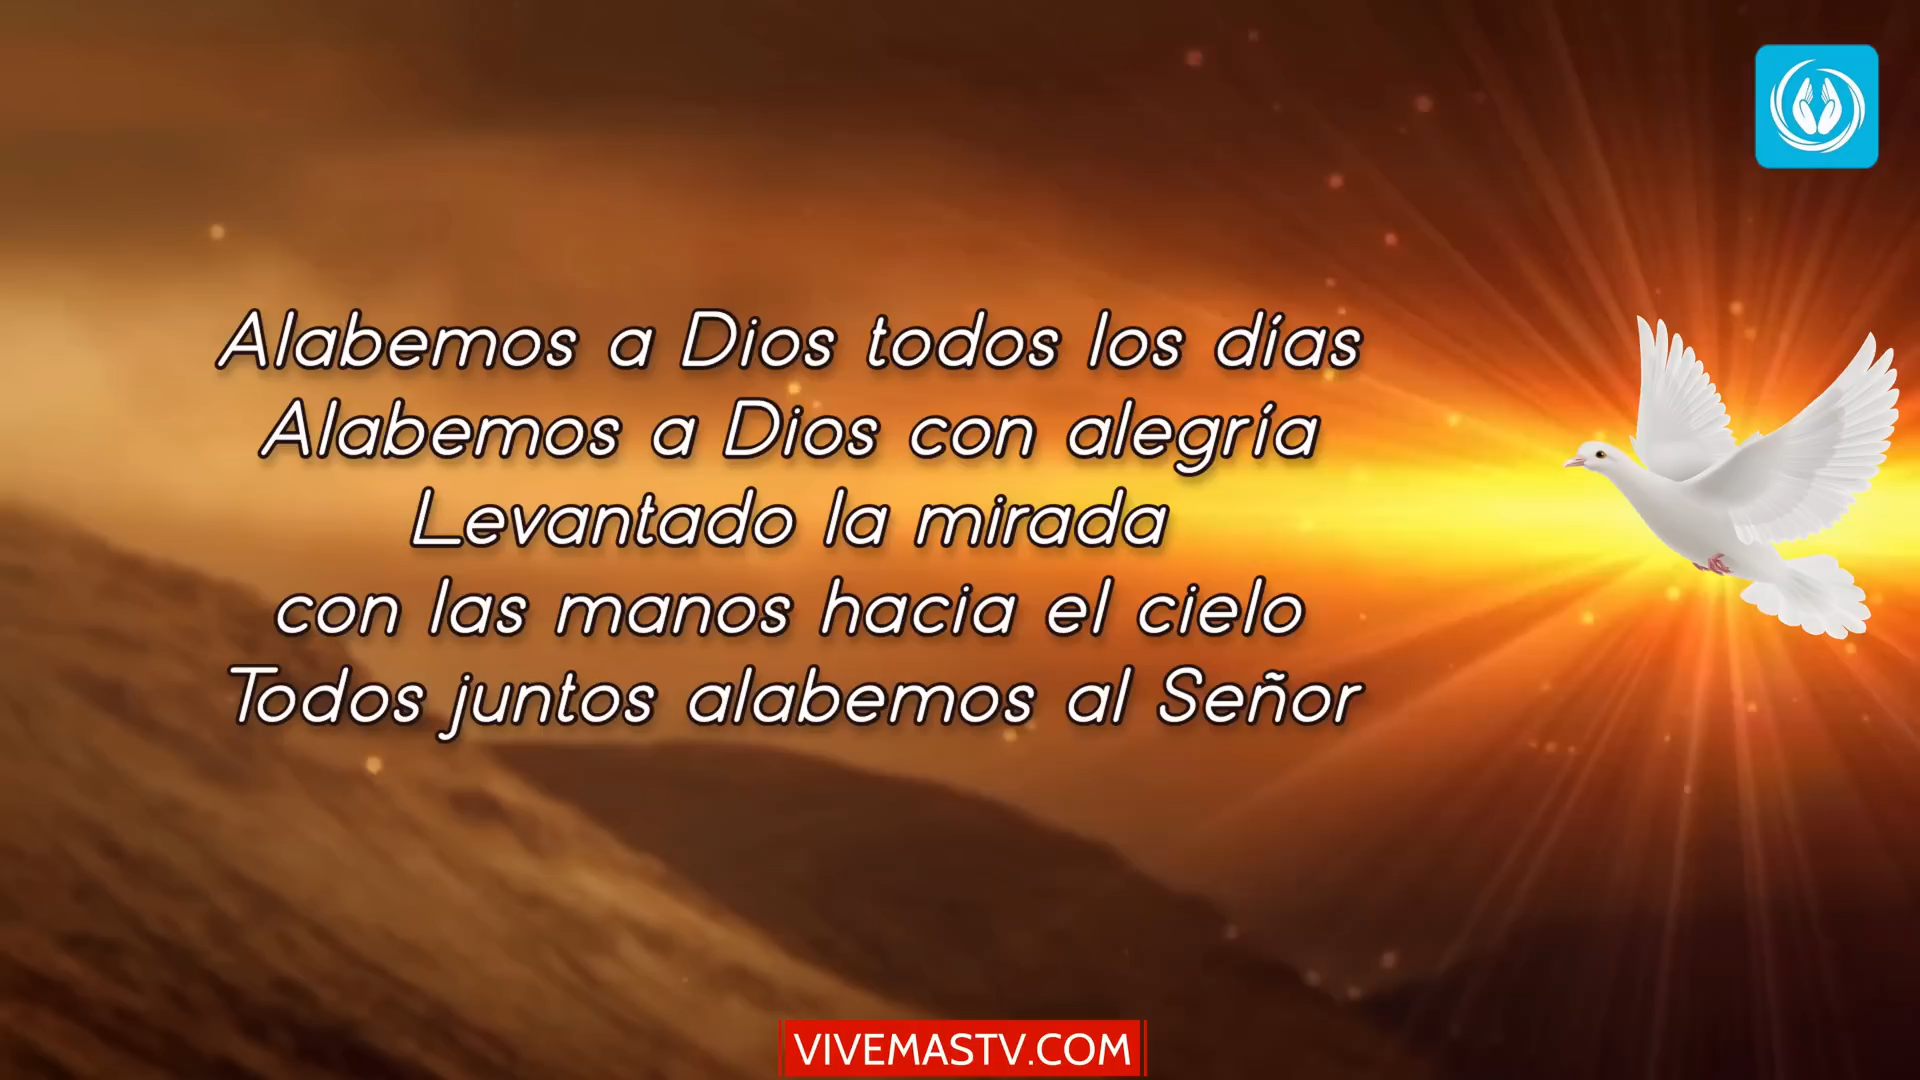 Alabemos a Dios todos los días
Alabemos a Dios con alegría
Levantado la mirada
con las manos hacia el cielo
Todos juntos alabemos al Señor
VIVEMASTV.COM